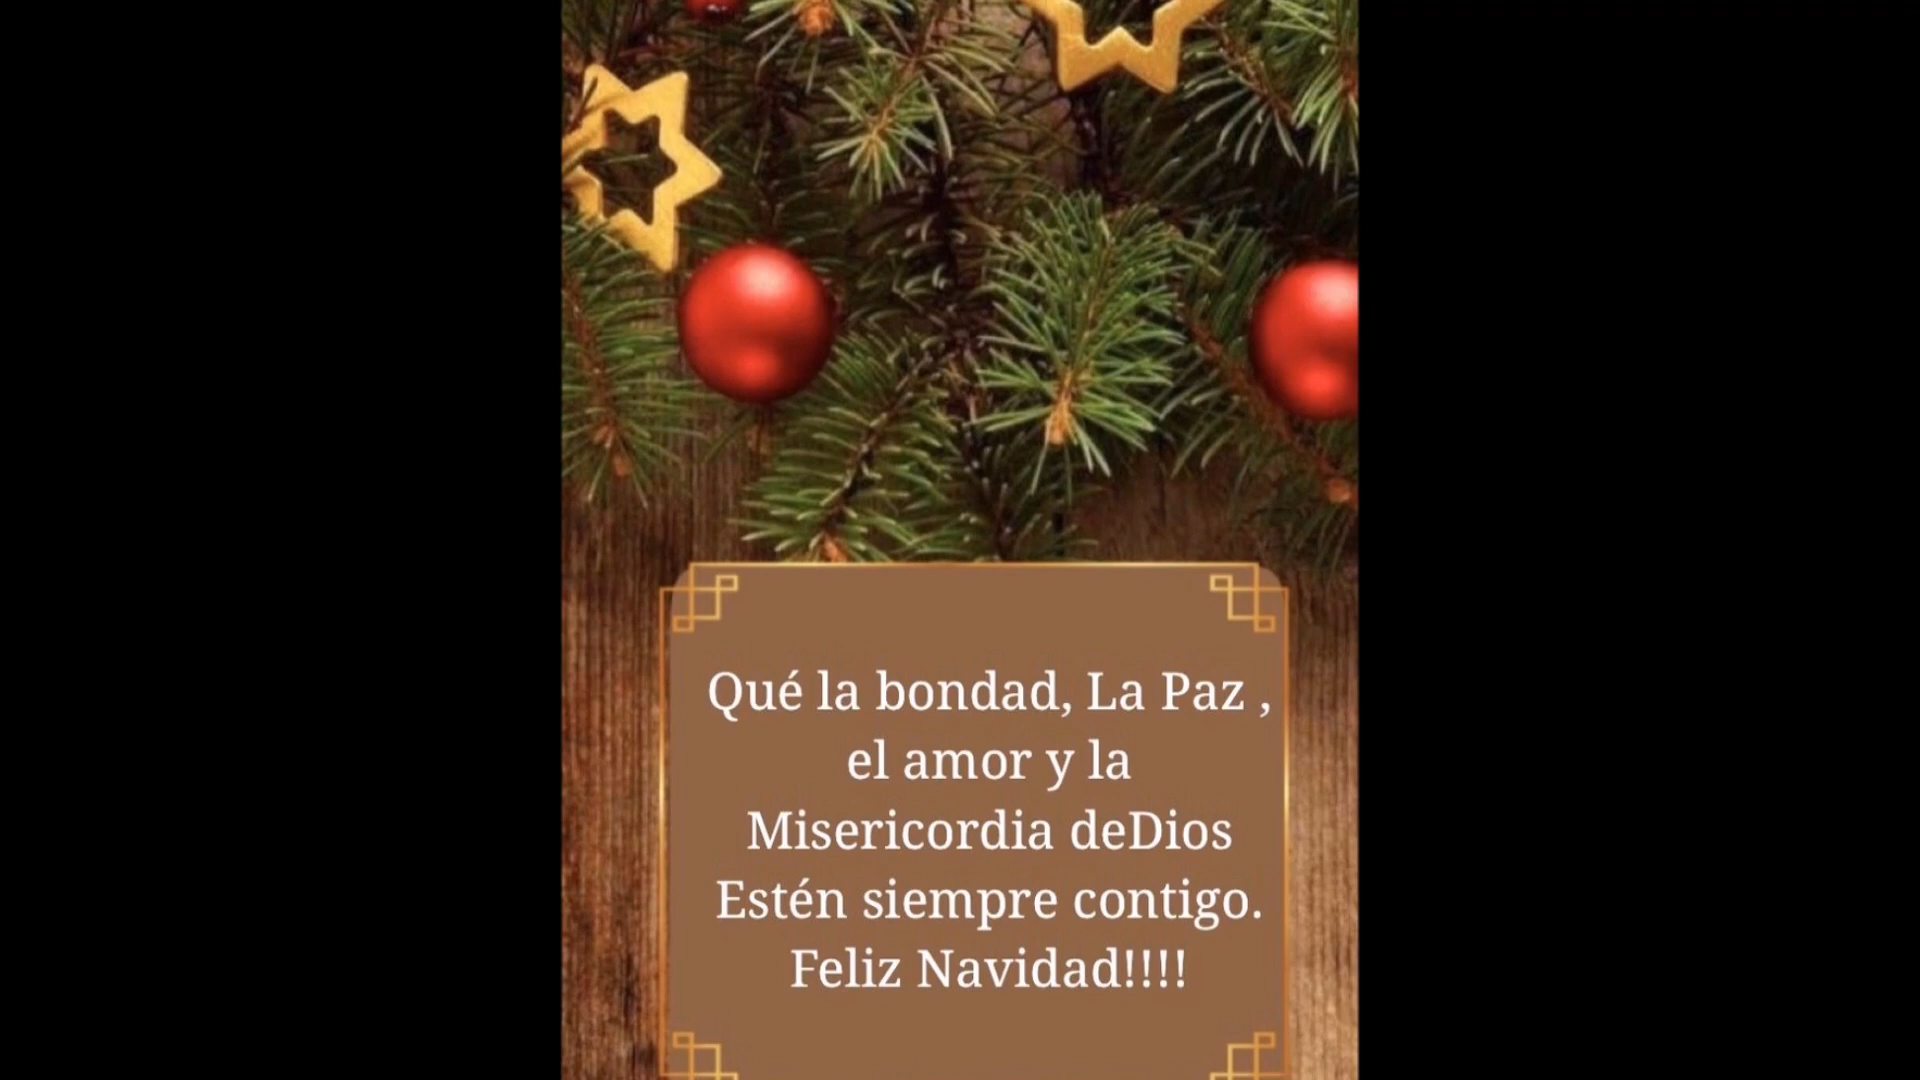 Qué la bondad, La Paz ,
el amor y la
Misericordia deDios
Estén siempre contigo.
Feliz Navidad!!!!